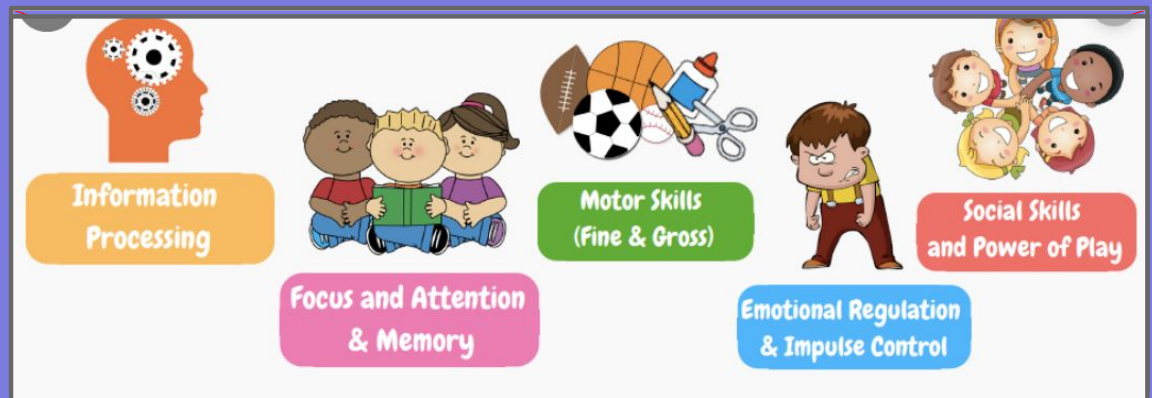 Information
Processing
Focus and Attention
& Memory
Motor Skills
(Fine & Gross)
Emotional Regulation
& Impulse Control
Social Skills
and Power of Play